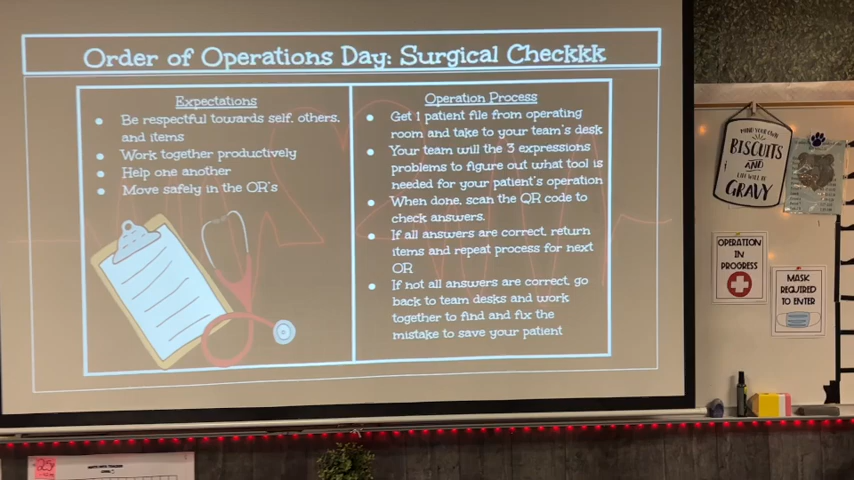 Order of Operations Day: Surgical Checkkk
Expectations
Be respectful towards self, others,
and items
Work together productively
Help one another
Move safely in the OR's
Operation Process
Get 1 patient file from operating
room and take to your team's desk
Your team will the 3 expressions
problems to figure out what tool is
needed for your patient's operation
When done, scan the QR code to
check answers.
If all answers are correct, return
items and repeat process for next
OR
If not all answers are correct, go
back to team desks and work
together to find and fix the
mistake to save your patient
MIND YOUR OWN
BISCUITS
AND
LIFE WILL BE
GRAVY
OPERATION
IN
PROGRESS
MASK
REQUIRED
TO ENTER